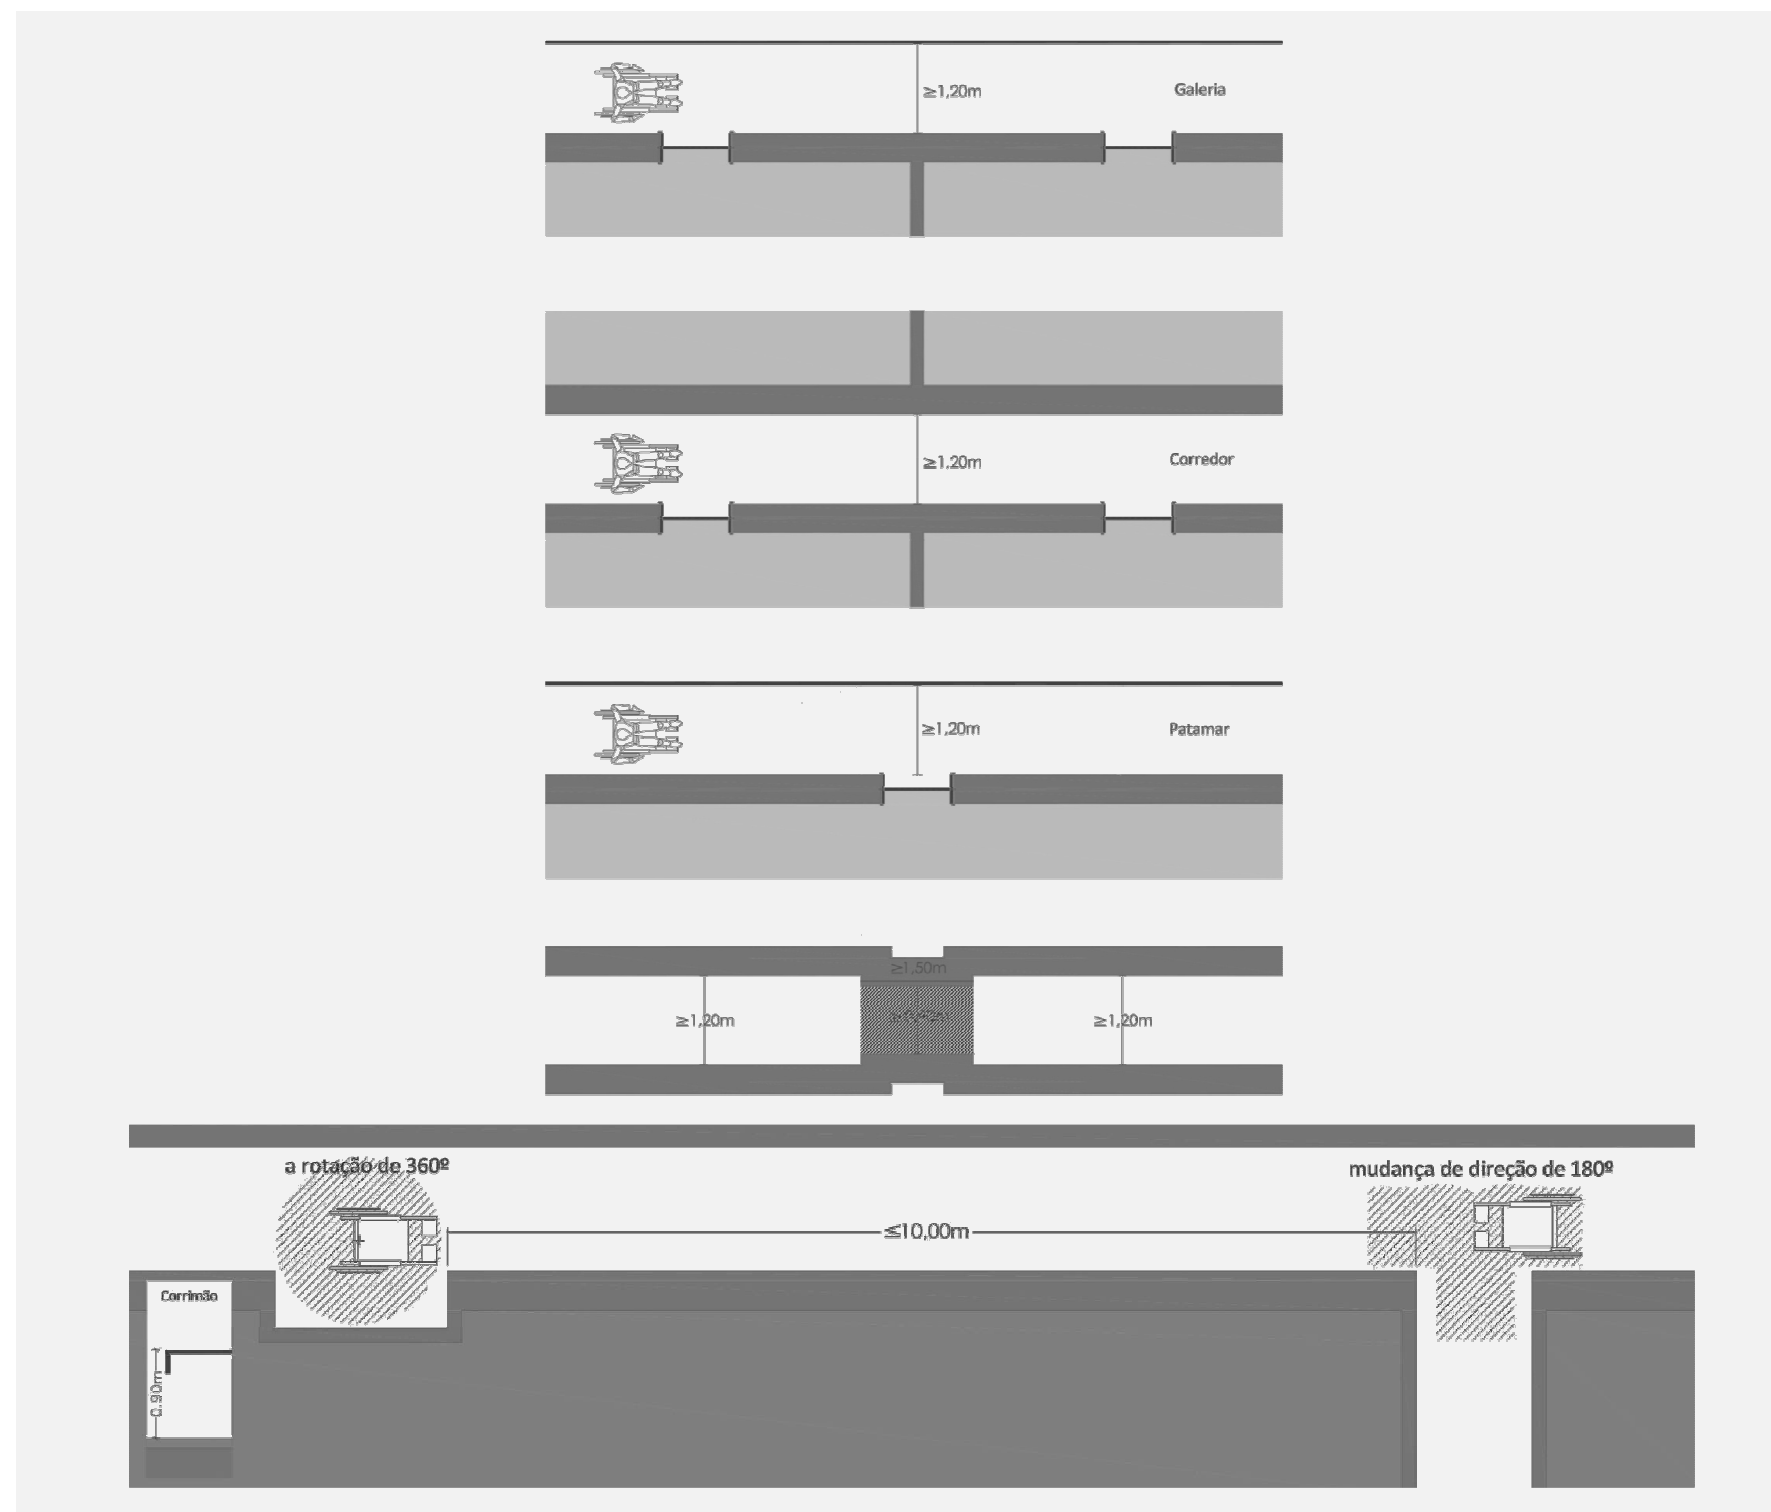 ≥1,20m
Galeria
≥1,20m
Corredor
≥1,20m
Patamar
≥1,50m
≥1,20m
≥1,20m
a rotação de 360º
mudança de direção de 180º
≤10,00m
Corrimão
0.90m